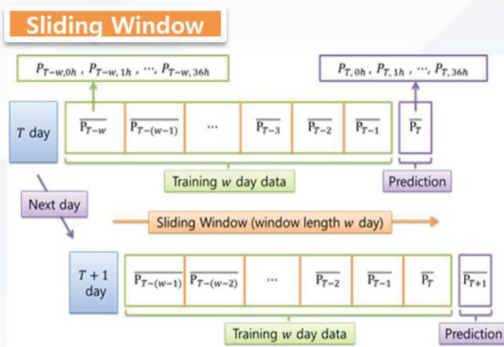 Sliding Window
P_{T−w,0h} , P_{T−w,1h} , ⋯, P_{T−w,36h}
P_{T,0h} , P_{T,1h} , ⋯, P_{T,36h}
T day
P̅_{T−w} P̅_{T−(w−1)} ⋯ P̅_{T−3} P̅_{T−2} P̅_{T−1} P̅_T
Training w day data
Prediction
Next day
Sliding Window (window length w day)
T + 1
day
P̅_{T−(w−1)} P̅_{T−(w−2)} ⋯ P̅_{T−2} P̅_{T−1} P̅_T P̅_{T+1}
Training w day data
Prediction